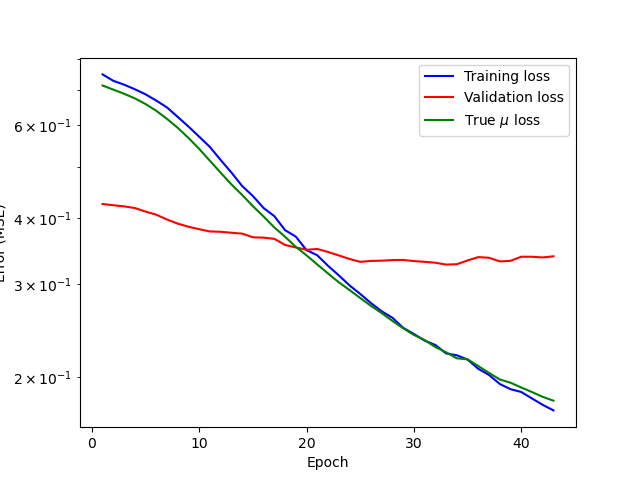 Training loss
Validation loss
True μ loss
6 × 10⁻¹
4 × 10⁻¹
3 × 10⁻¹
2 × 10⁻¹
Error (MSE)
0 10 20 30 40
Epoch